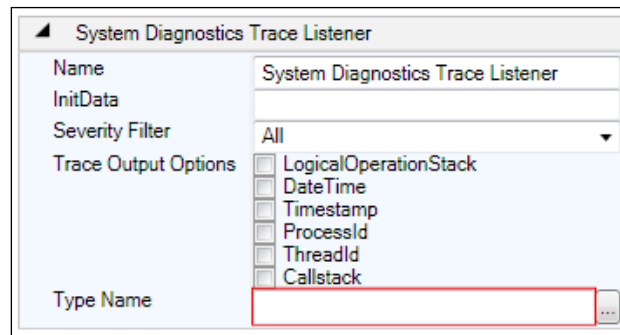 System Diagnostics Trace Listener
Name System Diagnostics Trace Listener
InitData
Severity Filter All
Trace Output Options LogicalOperationStack
DateTime
Timestamp
ProcessId
ThreadId
Callstack
Type Name ...